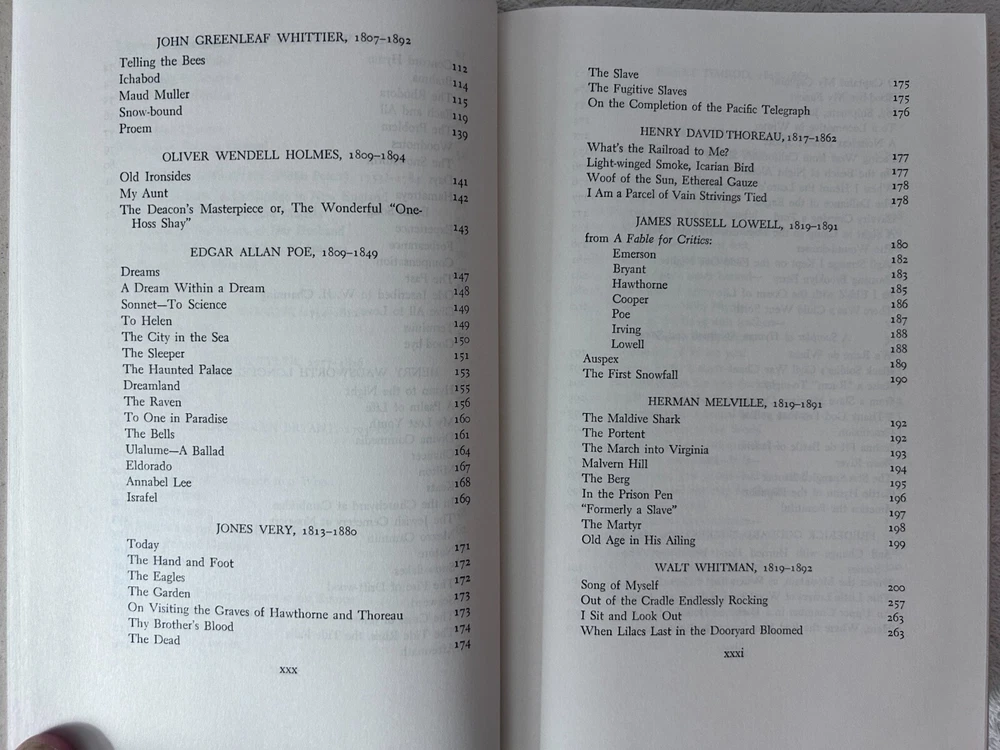 JOHN GREENLEAF WHITTIER, 1807–1892
Telling the Bees 112
Ichabod 114
Maud Muller 115
Snow-bound 119
Proem 139
OLIVER WENDELL HOLMES, 1809–1894
Old Ironsides 141
My Aunt 142
The Deacon's Masterpiece or, The Wonderful "One-
Hoss Shay" 143
EDGAR ALLAN POE, 1809–1849
Dreams 147
A Dream Within a Dream 148
Sonnet—To Science 149
To Helen 149
The City in the Sea 150
The Sleeper 151
The Haunted Palace 153
Dreamland 155
The Raven 156
To One in Paradise 160
The Bells 161
Ulalume—A Ballad 164
Eldorado 167
Annabel Lee 168
Israfel 169
JONES VERY, 1813–1880
Today 171
The Hand and Foot 172
The Eagles 172
The Garden 173
On Visiting the Graves of Hawthorne and Thoreau 173
Thy Brother's Blood 174
The Dead 174
xxx
The Slave 175
The Fugitive Slaves 175
On the Completion of the Pacific Telegraph 176
HENRY DAVID THOREAU, 1817–1862
What's the Railroad to Me? 177
Light-winged Smoke, Icarian Bird 177
Woof of the Sun, Ethereal Gauze 178
I Am a Parcel of Vain Strivings Tied 178
JAMES RUSSELL LOWELL, 1819–1891
from A Fable for Critics: 180
Emerson 182
Bryant 183
Hawthorne 185
Cooper 186
Poe 187
Irving 188
Lowell 188
Auspex 189
The First Snowfall 190
HERMAN MELVILLE, 1819–1891
The Maldive Shark 192
The Portent 192
The March into Virginia 193
Malvern Hill 194
The Berg 195
In the Prison Pen 196
"Formerly a Slave" 197
The Martyr 198
Old Age in His Ailing 199
WALT WHITMAN, 1819–1892
Song of Myself 200
Out of the Cradle Endlessly Rocking 257
I Sit and Look Out 263
When Lilacs Last in the Dooryard Bloomed 263
xxxi